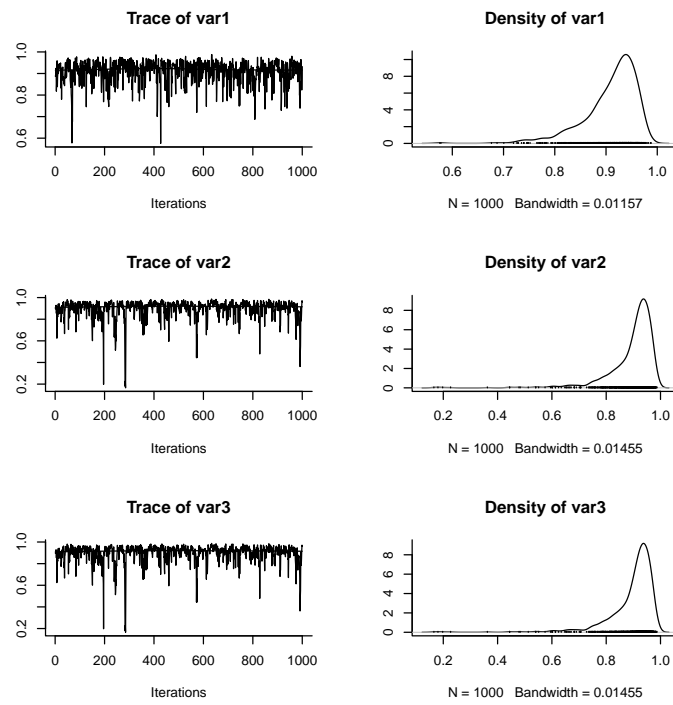 Trace of var1
1.0
0.8
0.6
0 200 400 600 800 1000
Iterations
Density of var1
8
4
0
0.6 0.7 0.8 0.9 1.0
N = 1000 Bandwidth = 0.01157
Trace of var2
1.0
0.6
0.2
0 200 400 600 800 1000
Iterations
Density of var2
8
6
4
2
0
0.2 0.4 0.6 0.8 1.0
N = 1000 Bandwidth = 0.01455
Trace of var3
1.0
0.6
0.2
0 200 400 600 800 1000
Iterations
Density of var3
8
6
4
2
0
0.2 0.4 0.6 0.8 1.0
N = 1000 Bandwidth = 0.01455